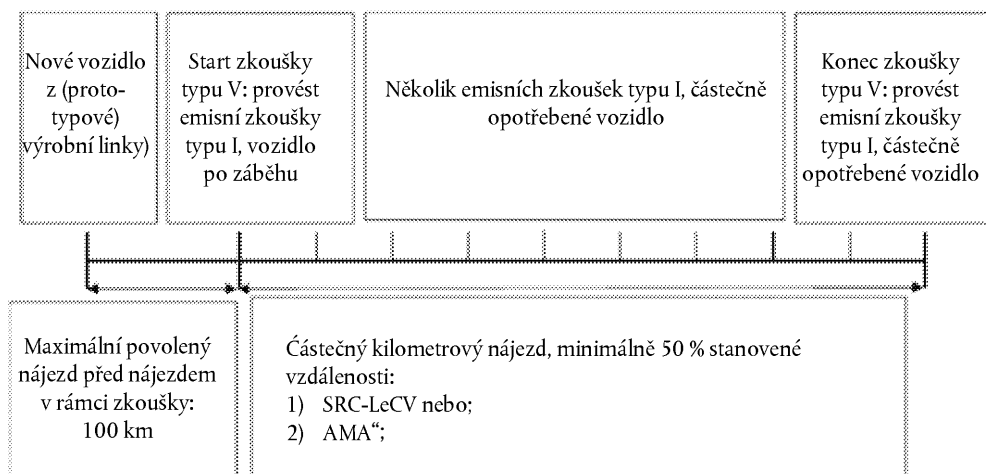 Nové vozidlo
z (proto-
typové)
výrobní linky)
Start zkoušky
typu V: provést
emisní zkoušky
typu I, vozidlo
po záběhu
Několik emisních zkoušek typu I, částečně
opotřebené vozidlo
Konec zkoušky
typu V: provést
emisní zkoušky
typu I, částečně
opotřebené vozidlo
Maximální povolený
nájezd před nájezdem
v rámci zkoušky:
100 km
Částečný kilometrový nájezd, minimálně 50 % stanovené
vzdálenosti:
1) SRC-LeCV nebo;
2) AMA“;